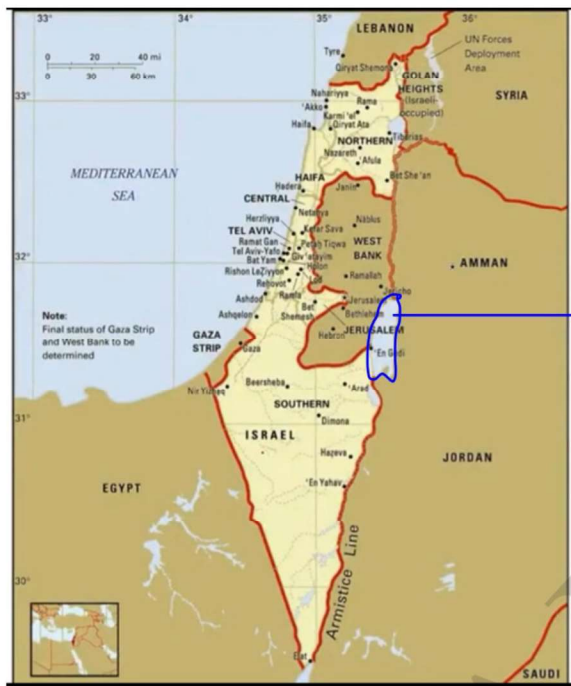 33°
34°
35°
36°
LEBANON
UN Forces
Deployment
Area
Tyre
0 20 40 mi
0 30 60 km
Qiryat Shemona
GOLAN
HEIGHTS
(Israeli-
occupied)
SYRIA
33°
Nahariyya
'Akko
Rama
Karmi'el
Haifa
Qiryat Ata
NORTHERN
Tiberias
Nazareth
'Afula
MEDITERRANEAN
SEA
HAIFA
Bet She'an
Hadera
Janin
CENTRAL
Netanya
Herzliyya
Nablus
TEL AVIV
Kefar Sava
Ramat Gan
Petah Tiqwa
WEST
BANK
32°
Tel Aviv-Yafo
Giv'atayim
AMMAN
Bat Yam
Holon
Rishon LeZiyyon
Lod
Ramallah
Rehovot
Jericho
Ashdod
Ramla
Jerusalem
Note:
Final status of Gaza Strip
and West Bank to be
determined
Bet
Shemesh
Bethlehem
Ashqelon
JERUSALEM
GAZA
STRIP
Hebron
Gaza
'En Gedi
Nir Yizhaq
Beersheba
'Arad
31°
SOUTHERN
Dimona
ISRAEL
Hazeva
JORDAN
EGYPT
'En Yahav
Armistice Line
30°
Elat
SAUDI